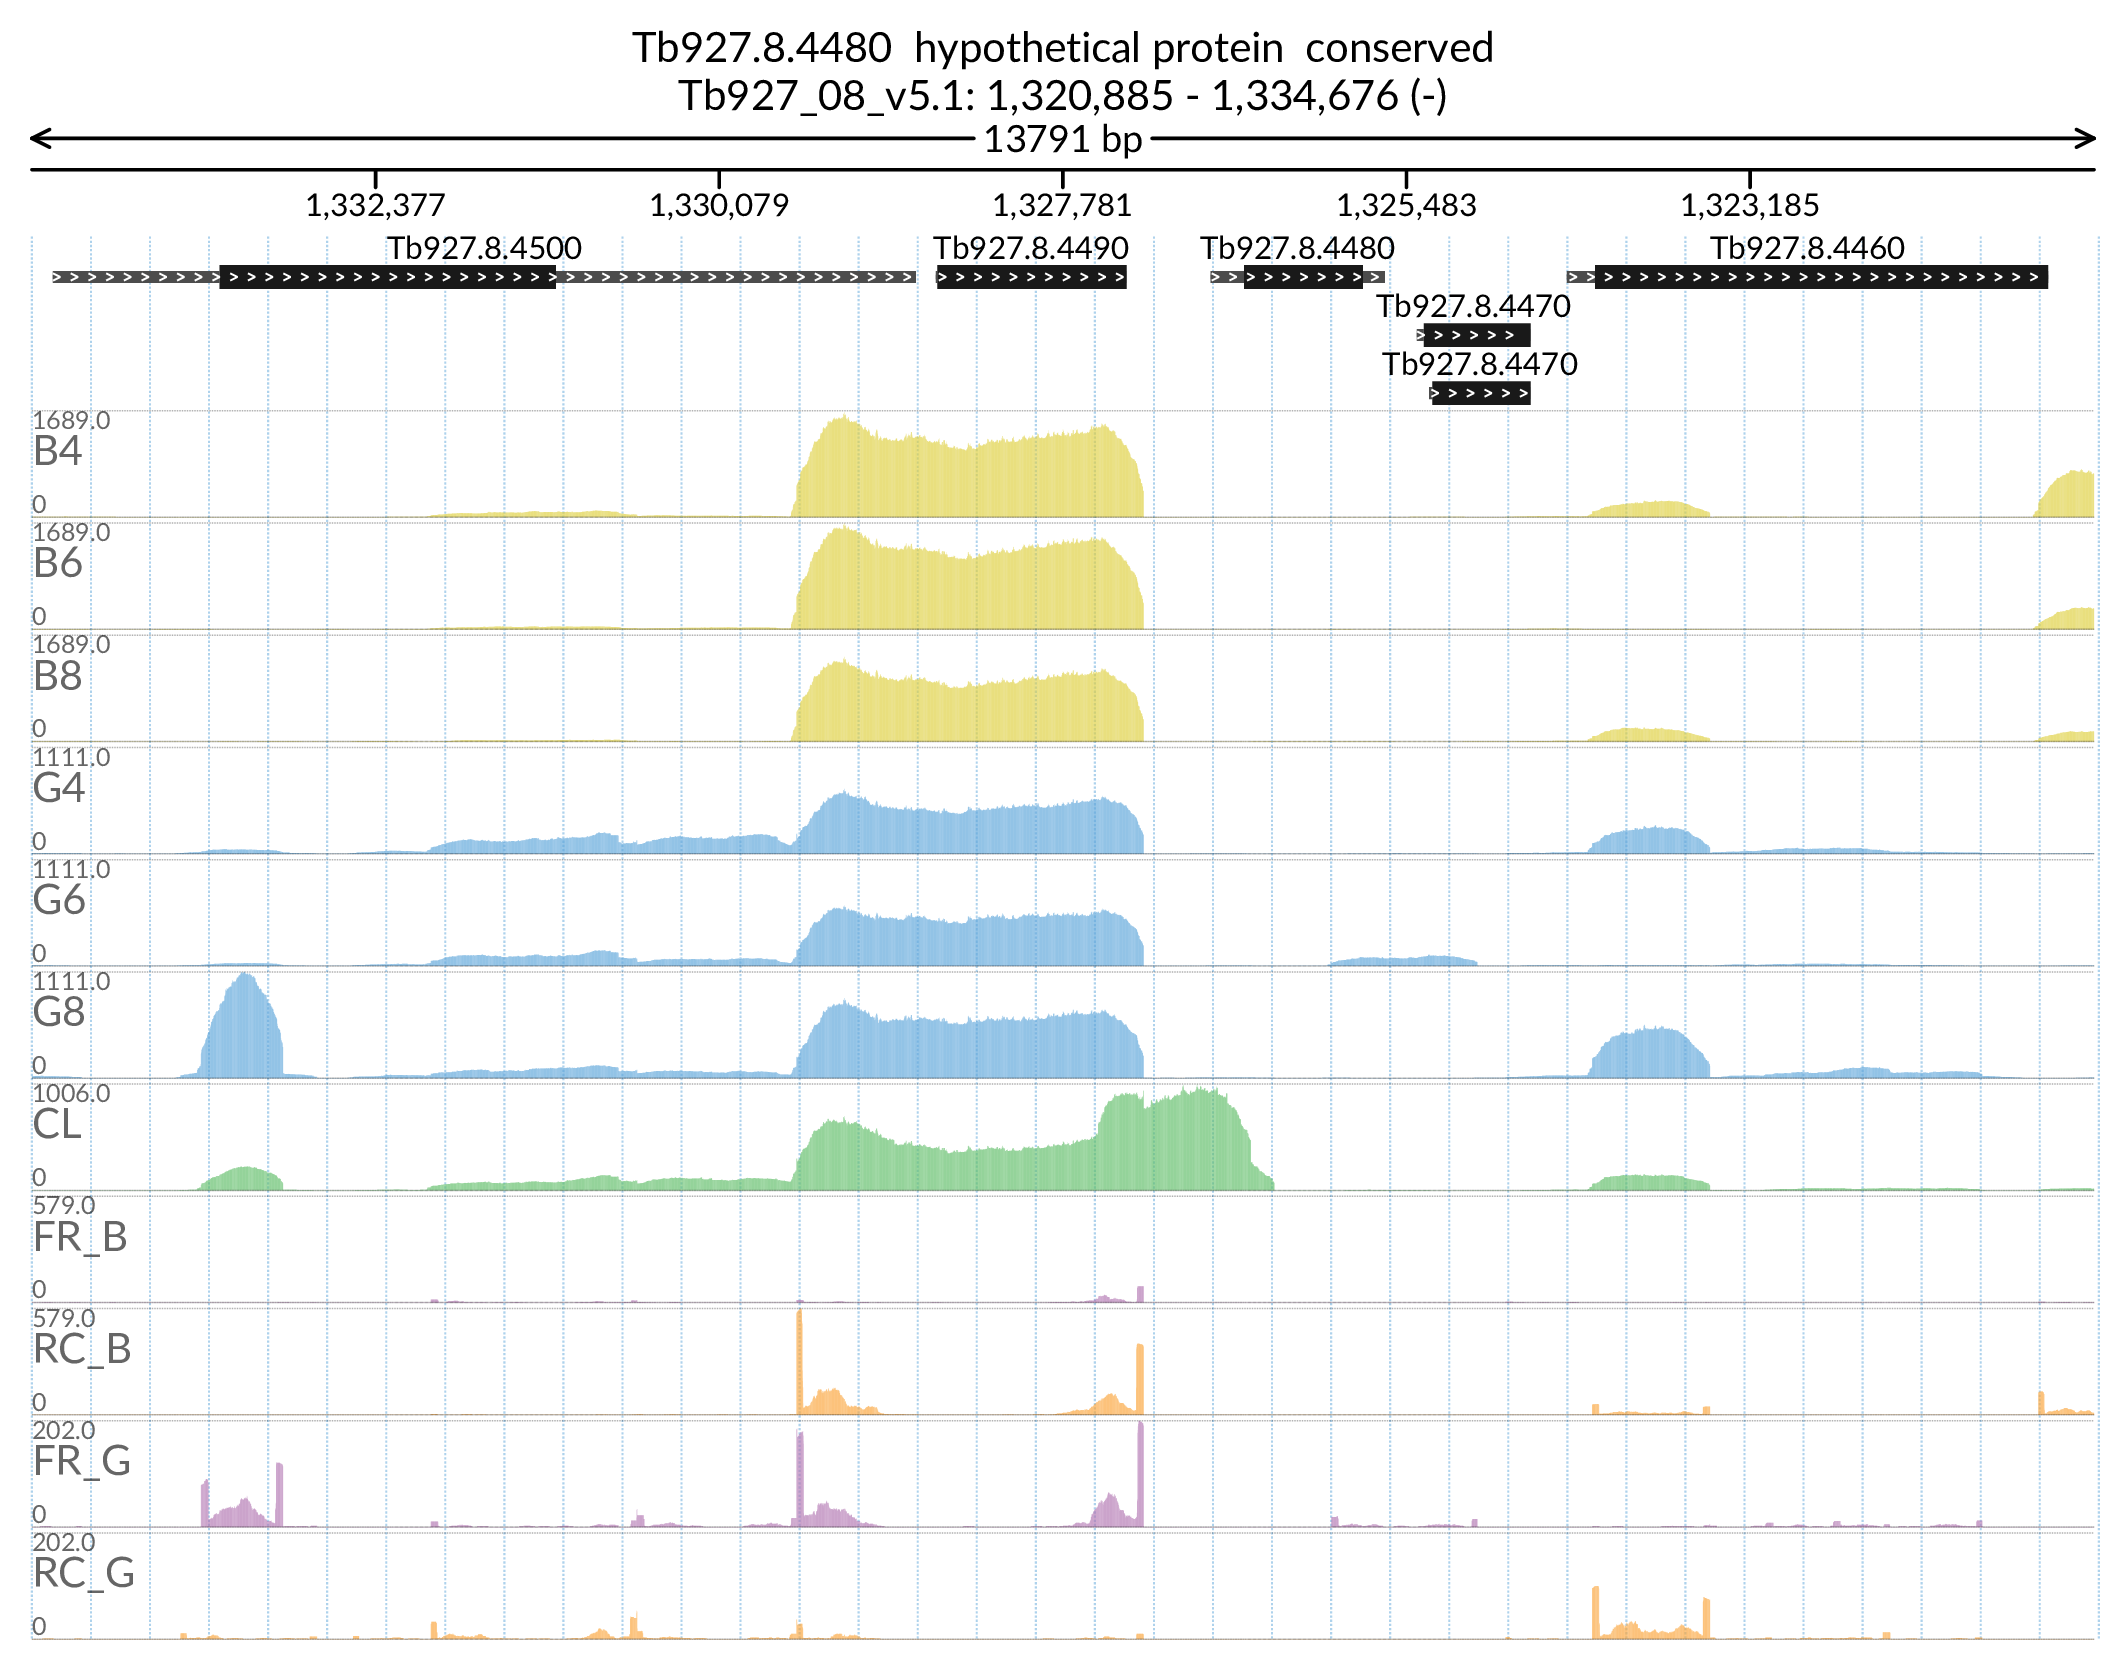 Tb927.8.4480  hypothetical protein  conserved
Tb927_08_v5.1: 1,320,885 - 1,334,676 (-)
13791 bp
1,332,377 1,330,079 1,327,781 1,325,483 1,323,185
Tb927.8.4500 Tb927.8.4490 Tb927.8.4480 Tb927.8.4460
Tb927.8.4470
Tb927.8.4470
1689.0
B4
0
1689.0
B6
0
1689.0
B8
0
1111.0
G4
0
1111.0
G6
0
1111.0
G8
0
1006.0
CL
0
579.0
FR_B
0
579.0
RC_B
0
202.0
FR_G
0
202.0
RC_G
0